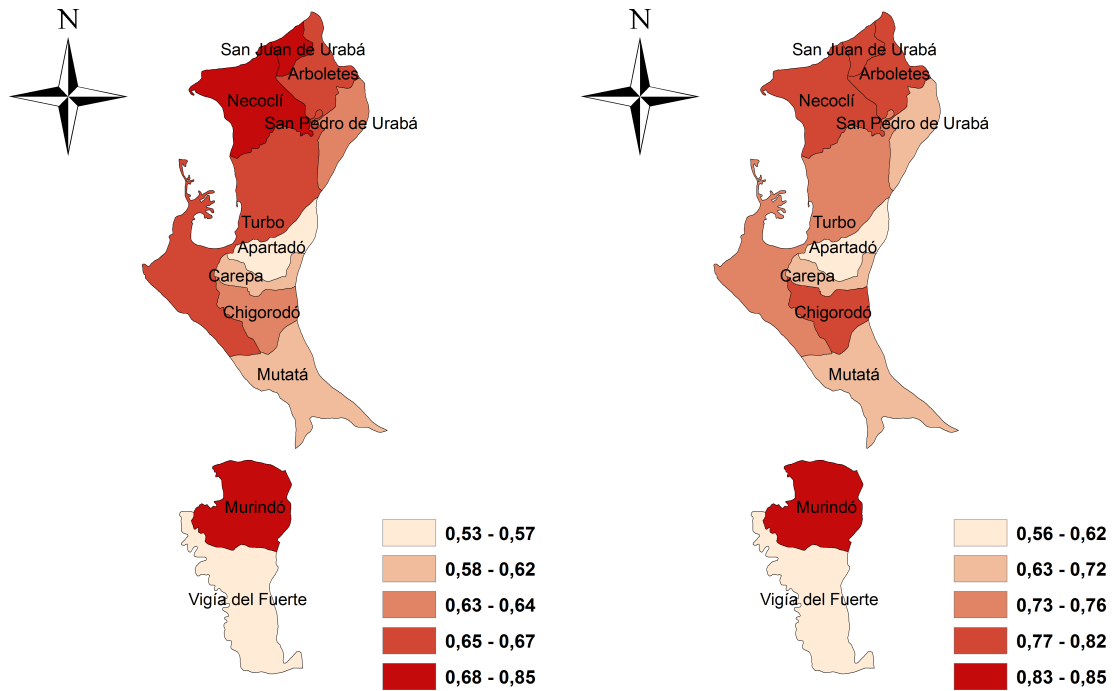 N
San Juan de Urabá
Arboletes
Necoclí
San Pedro de Urabá
Turbo
Apartadó
Carepa
Chigorodó
Mutatá
Murindó
Vigía del Fuerte
0,53 - 0,57
0,58 - 0,62
0,63 - 0,64
0,65 - 0,67
0,68 - 0,85
N
San Juan de Urabá
Arboletes
Necoclí
San Pedro de Urabá
Turbo
Apartadó
Carepa
Chigorodó
Mutatá
Murindó
Vigía del Fuerte
0,56 - 0,62
0,63 - 0,72
0,73 - 0,76
0,77 - 0,82
0,83 - 0,85